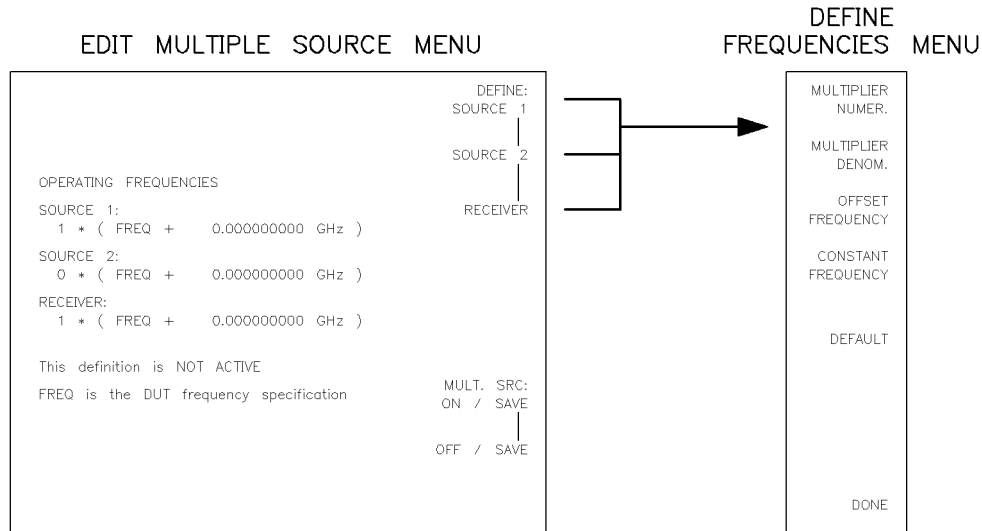 EDIT MULTIPLE SOURCE MENU
DEFINE:
SOURCE 1
SOURCE 2
OPERATING FREQUENCIES
SOURCE 1:
1 * ( FREQ + 0.000000000 GHz )
RECEIVER
SOURCE 2:
0 * ( FREQ + 0.000000000 GHz )
RECEIVER:
1 * ( FREQ + 0.000000000 GHz )
This definition is NOT ACTIVE
FREQ is the DUT frequency specification
MULT. SRC:
ON / SAVE
OFF / SAVE
DEFINE
FREQUENCIES MENU
MULTIPLIER
NUMER.
MULTIPLIER
DENOM.
OFFSET
FREQUENCY
CONSTANT
FREQUENCY
DEFAULT
DONE